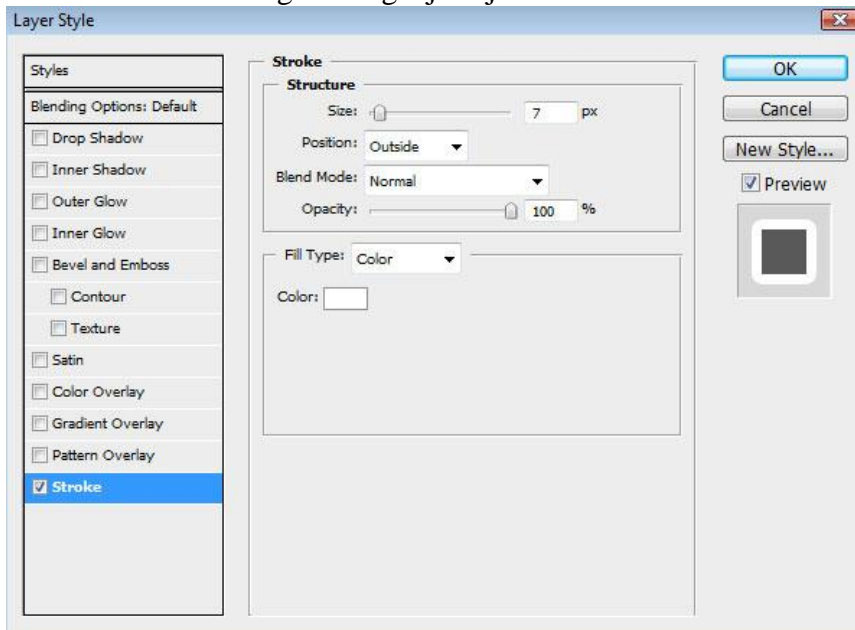 Layer Style
Styles
Blending Options: Default
Drop Shadow
Inner Shadow
Outer Glow
Inner Glow
Bevel and Emboss
Contour
Texture
Satin
Color Overlay
Gradient Overlay
Pattern Overlay
Stroke
Stroke
Structure
Size: 7 px
Position: Outside
Blend Mode: Normal
Opacity: 100 %
Fill Type: Color
Color:
OK
Cancel
New Style...
Preview